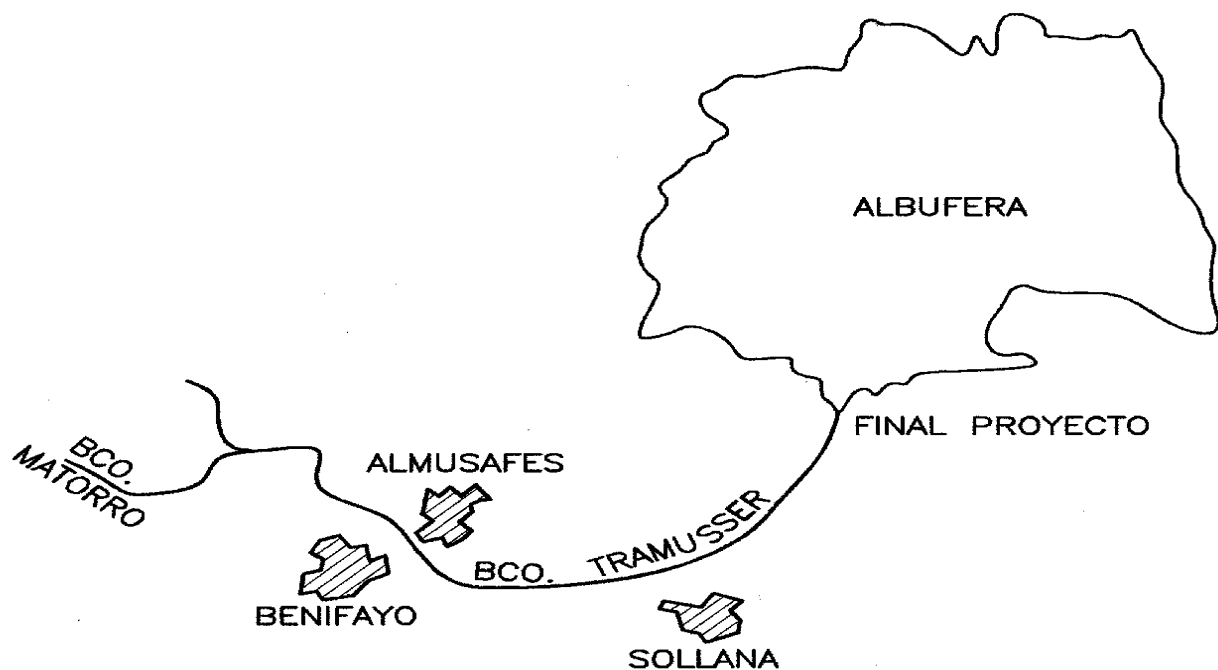 ALBUFERA
FINAL PROYECTO
BCO.
MATORRO
ALMUSAFES
BCO. TRAMUSSER
BENIFAYO
SOLLANA